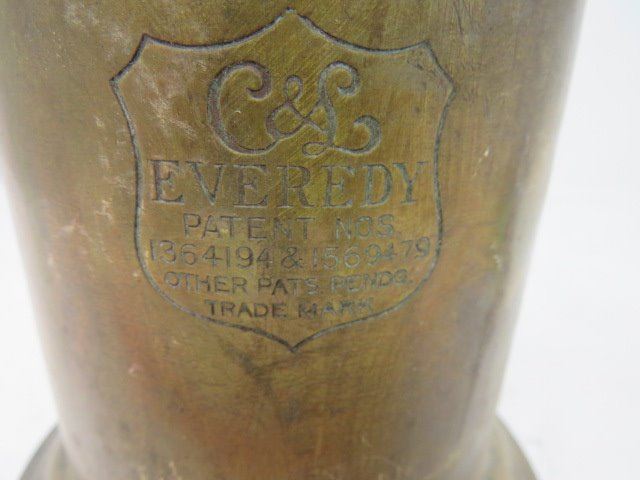 C&L
EVEREDY
PATENT NOS.
1364194 & 1569479
OTHER PATS. PENDG.
TRADE MARK